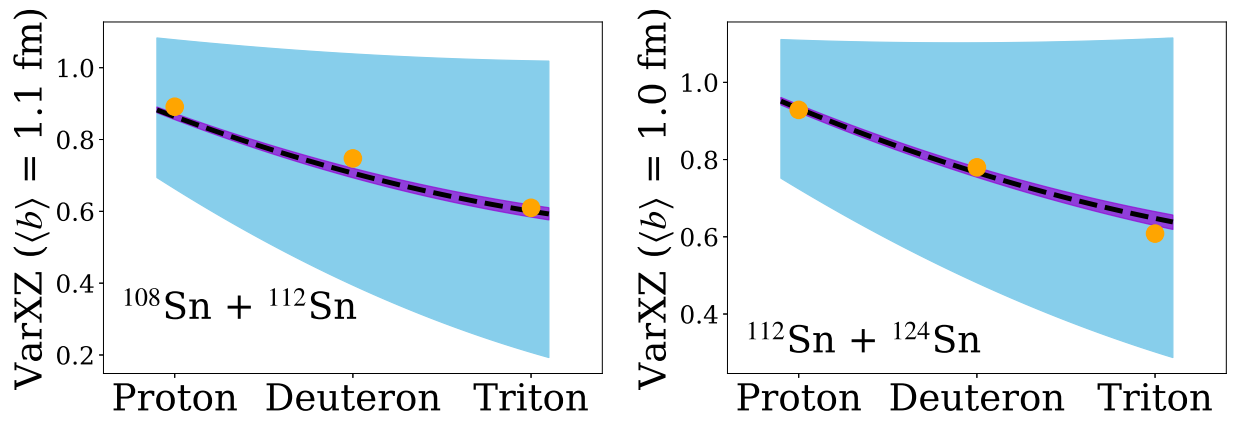 VarXZ (⟨b⟩ = 1.1 fm)
1.0
0.8
0.6
0.4
0.2
¹⁰⁸Sn + ¹¹²Sn
Proton Deuteron Triton
VarXZ (⟨b⟩ = 1.0 fm)
1.0
0.8
0.6
0.4
¹¹²Sn + ¹²⁴Sn
Proton Deuteron Triton